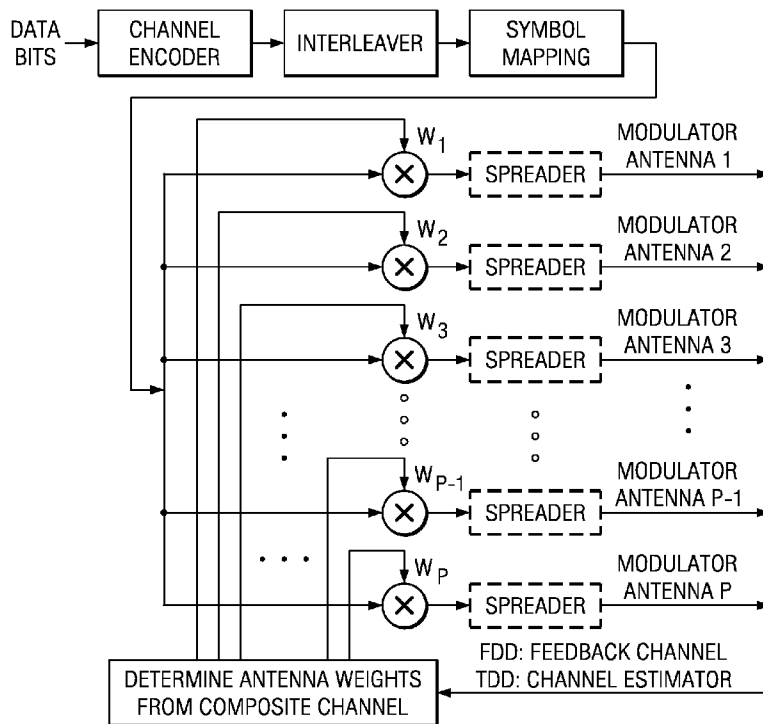 DATA
BITS
CHANNEL
ENCODER
INTERLEAVER
SYMBOL
MAPPING
W1
SPREADER
MODULATOR
ANTENNA 1
W2
SPREADER
MODULATOR
ANTENNA 2
W3
SPREADER
MODULATOR
ANTENNA 3
WP-1
SPREADER
MODULATOR
ANTENNA P-1
WP
SPREADER
MODULATOR
ANTENNA P
DETERMINE ANTENNA WEIGHTS
FROM COMPOSITE CHANNEL
FDD: FEEDBACK CHANNEL
TDD: CHANNEL ESTIMATOR